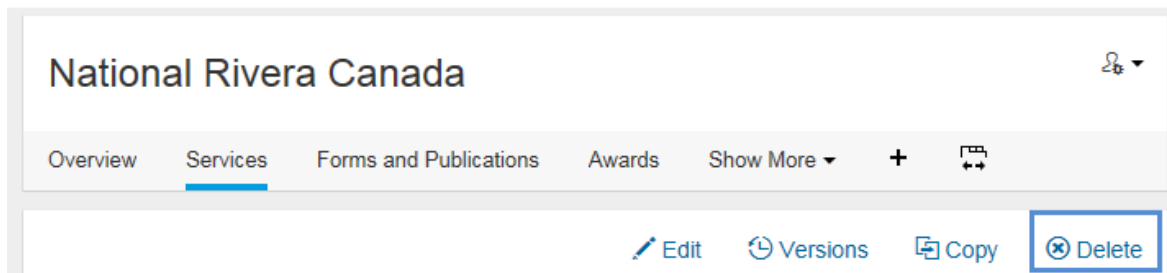 National Rivera Canada
Overview Services Forms and Publications Awards Show More
Edit Versions Copy Delete